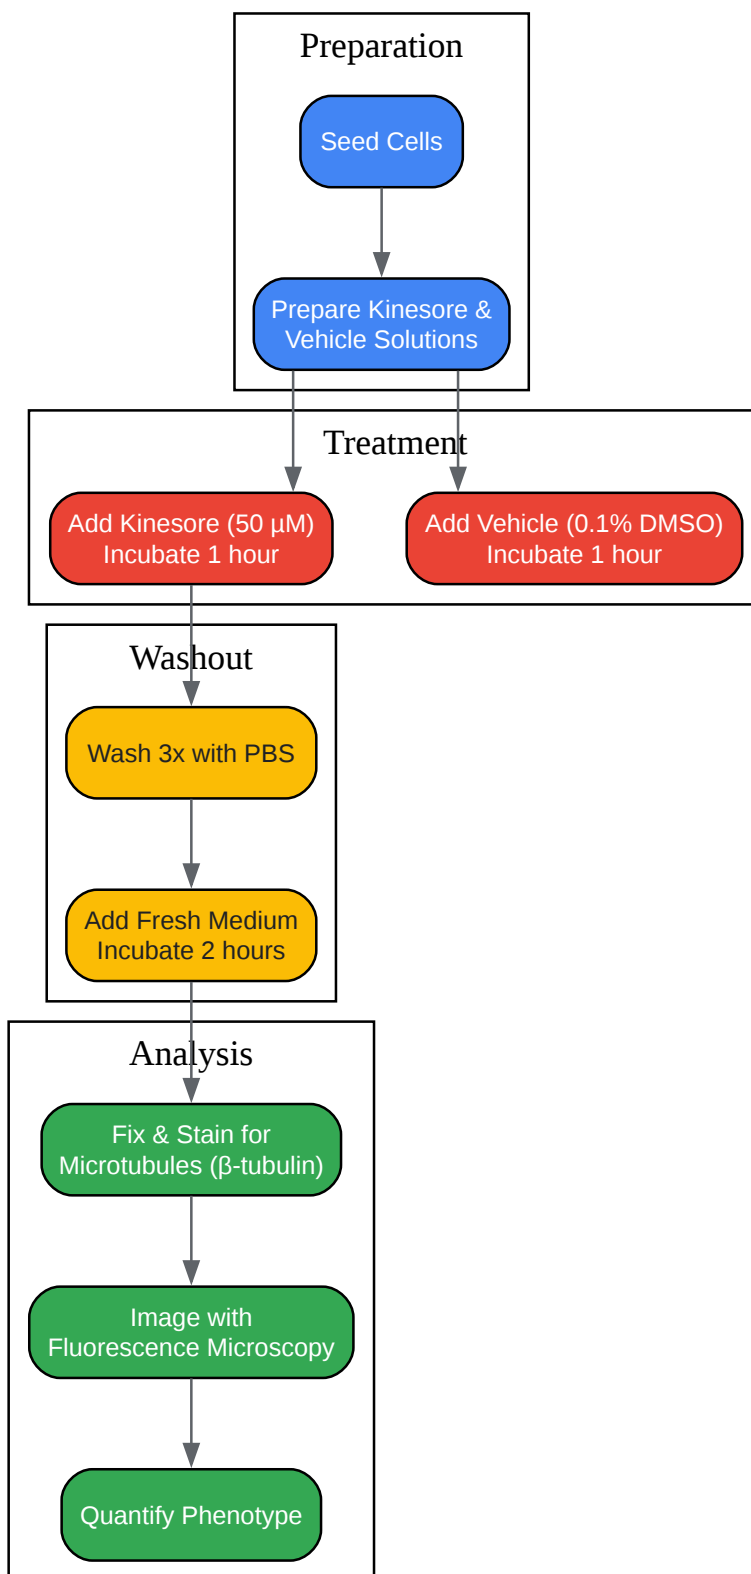 Preparation
Seed Cells
Prepare Kinesore &
Vehicle Solutions
Treatment
Add Kinesore (50 µM)
Incubate 1 hour
Add Vehicle (0.1% DMSO)
Incubate 1 hour
Washout
Wash 3x with PBS
Add Fresh Medium
Incubate 2 hours
Analysis
Fix & Stain for
Microtubules (β-tubulin)
Image with
Fluorescence Microscopy
Quantify Phenotype